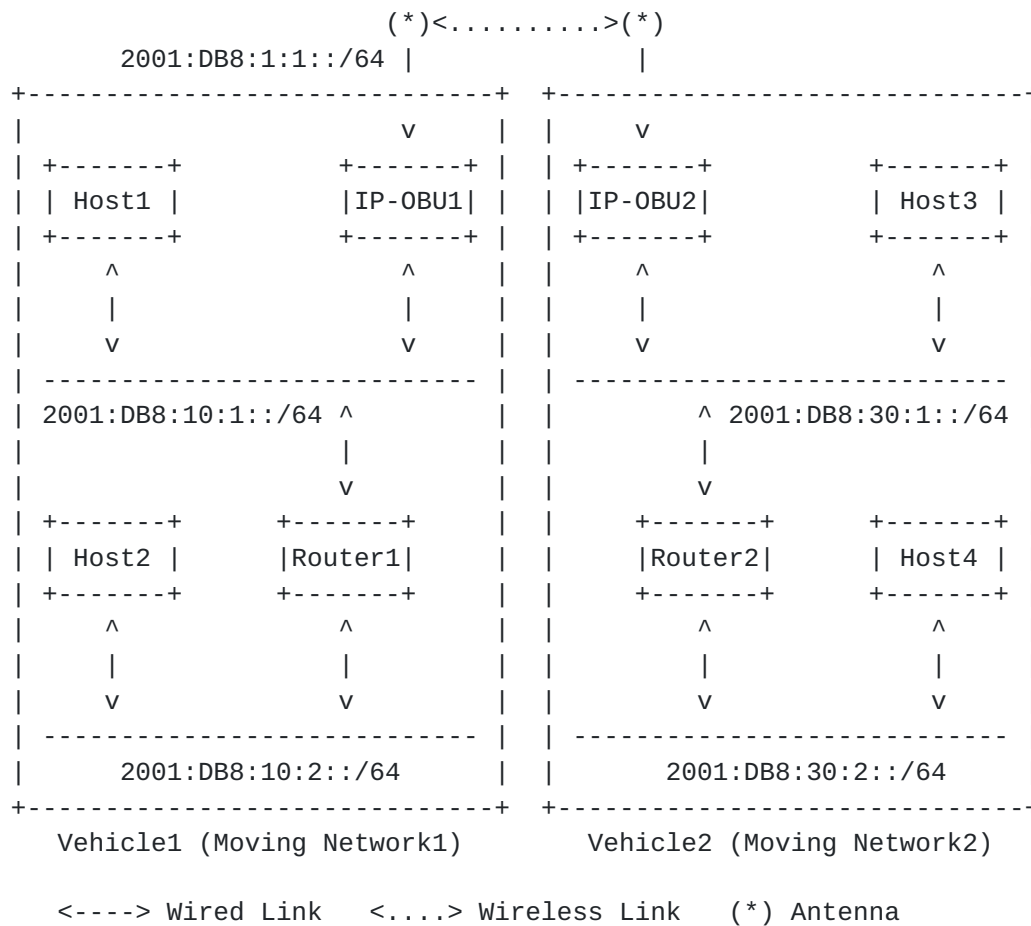 (*)<..........>(*)
       2001:DB8:1:1::/64 |              |
+------------------------------+  +------------------------------+
|                        v     |  |     v
| +-------+          +-------+ |  | +-------+          +-------+
| | Host1 |          |IP-OBU1| |  | |IP-OBU2|          | Host3 |
| +-------+          +-------+ |  | +-------+          +-------+
|     ^                  ^     |  |     ^                  ^
|     |                  |     |  |     |                  |
|     v                  v     |  |     v                  v
| ---------------------------- |  | ----------------------------
| 2001:DB8:10:1::/64 ^         |  |         ^ 2001:DB8:30:1::/64
|                    |         |  |         |
|                    v         |  |         v
| +-------+      +-------+     |  |     +-------+      +-------+
| | Host2 |      |Router1|     |  |     |Router2|      | Host4 |
| +-------+      +-------+     |  |     +-------+      +-------+
|     ^              ^         |  |         ^              ^
|     |              |         |  |         |              |
|     v              v         |  |         v              v
| ---------------------------- |  | ----------------------------
|      2001:DB8:10:2::/64      |  |       2001:DB8:30:2::/64
+------------------------------+  +------------------------------+
   Vehicle1 (Moving Network1)        Vehicle2 (Moving Network2)
   <----> Wired Link   <....> Wireless Link   (*) Antenna